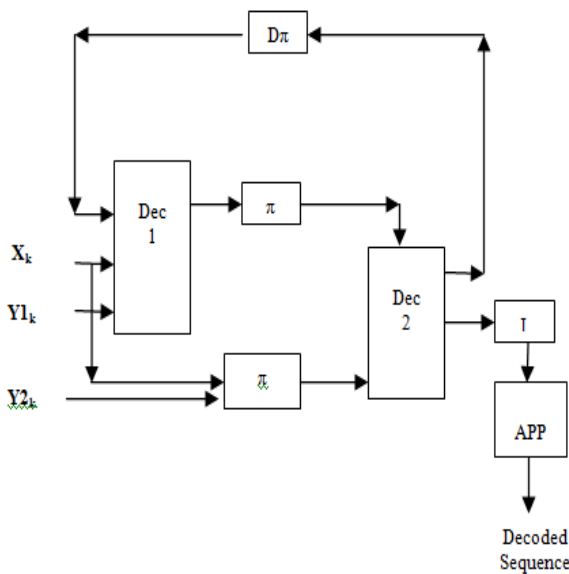 Dπ
Dec
1
π
Xk
Y1k
Dec
2
π
Y2k
APP
Decoded
Sequence